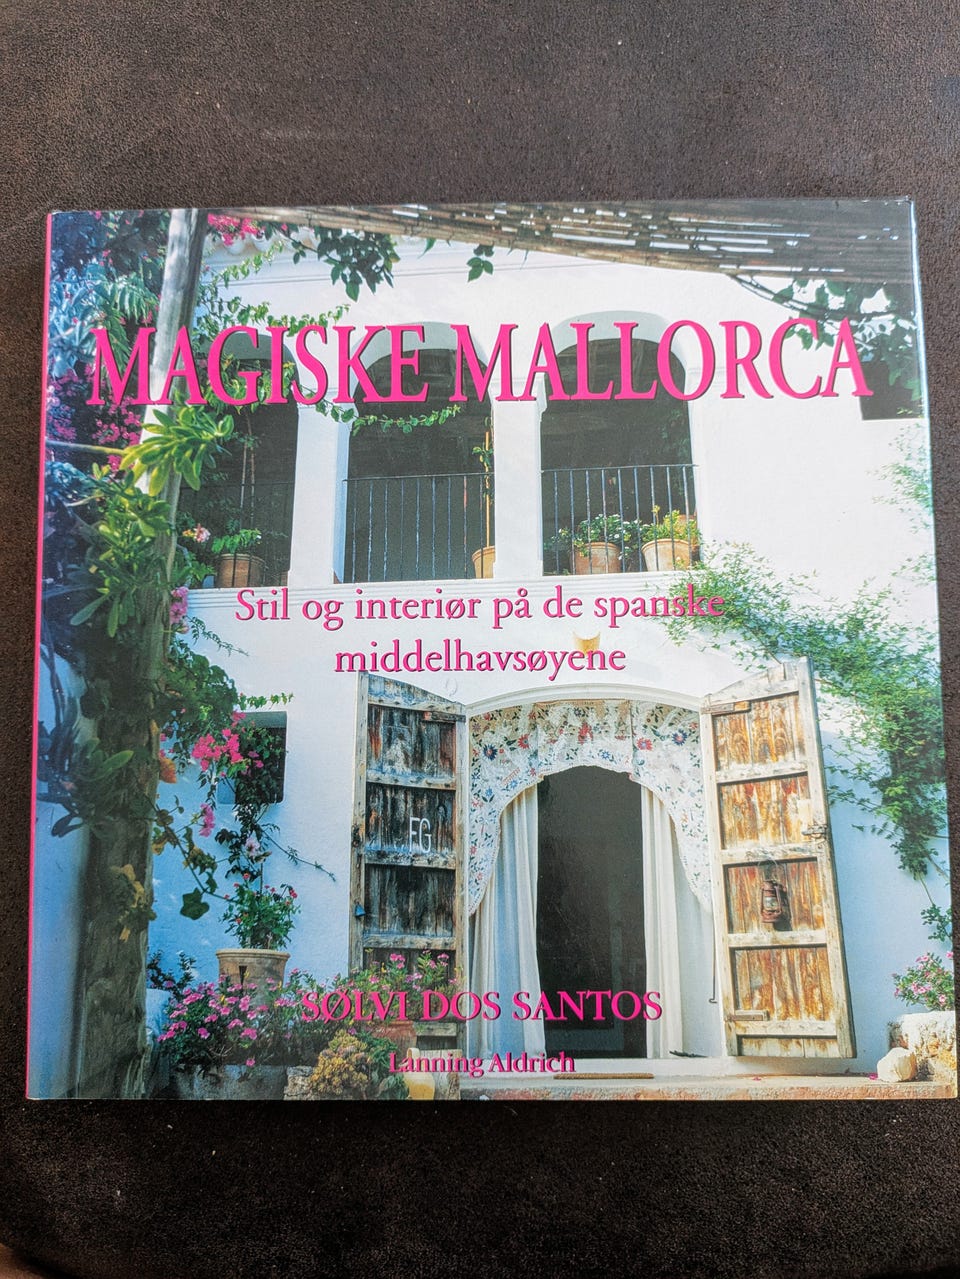 MAGISKE MALLORCA
Stil og interiør på de spanske
middelhavsøyene
FG
SØLVI DOS SANTOS
Lanning Aldrich